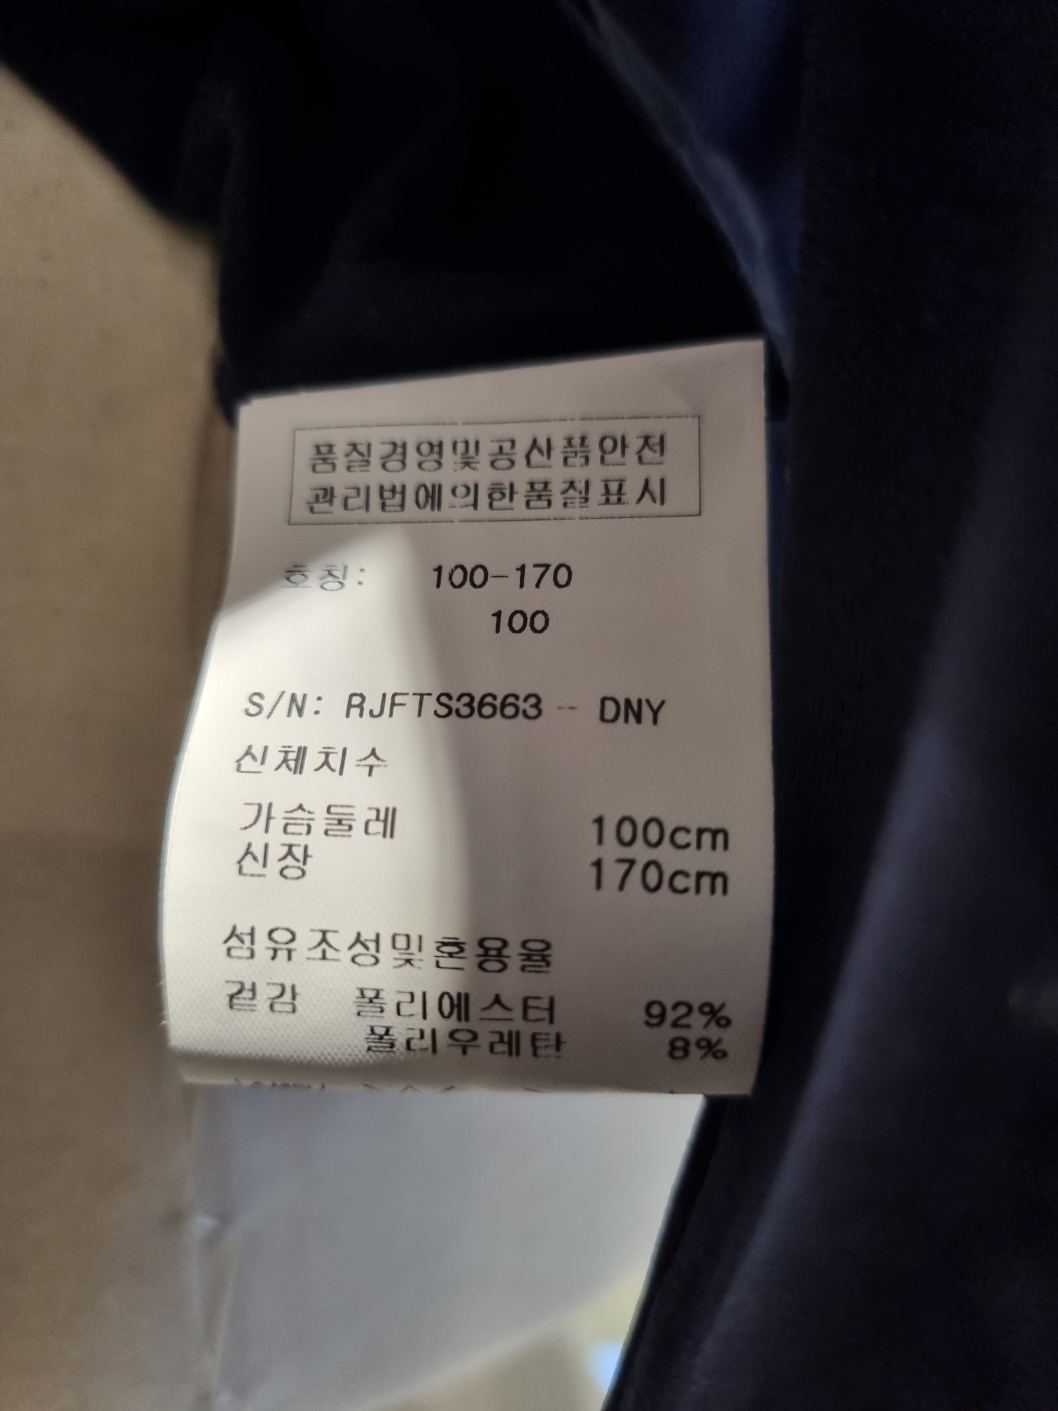 품질경영및공산품안전
관리법에의한품질표시
호칭: 100-170
100
S/N: RJFTS3663 - DNY
신체치수
가슴둘레 100cm
신장 170cm
섬유조성및혼용율
겉감 폴리에스터 92%
폴리우레탄 8%